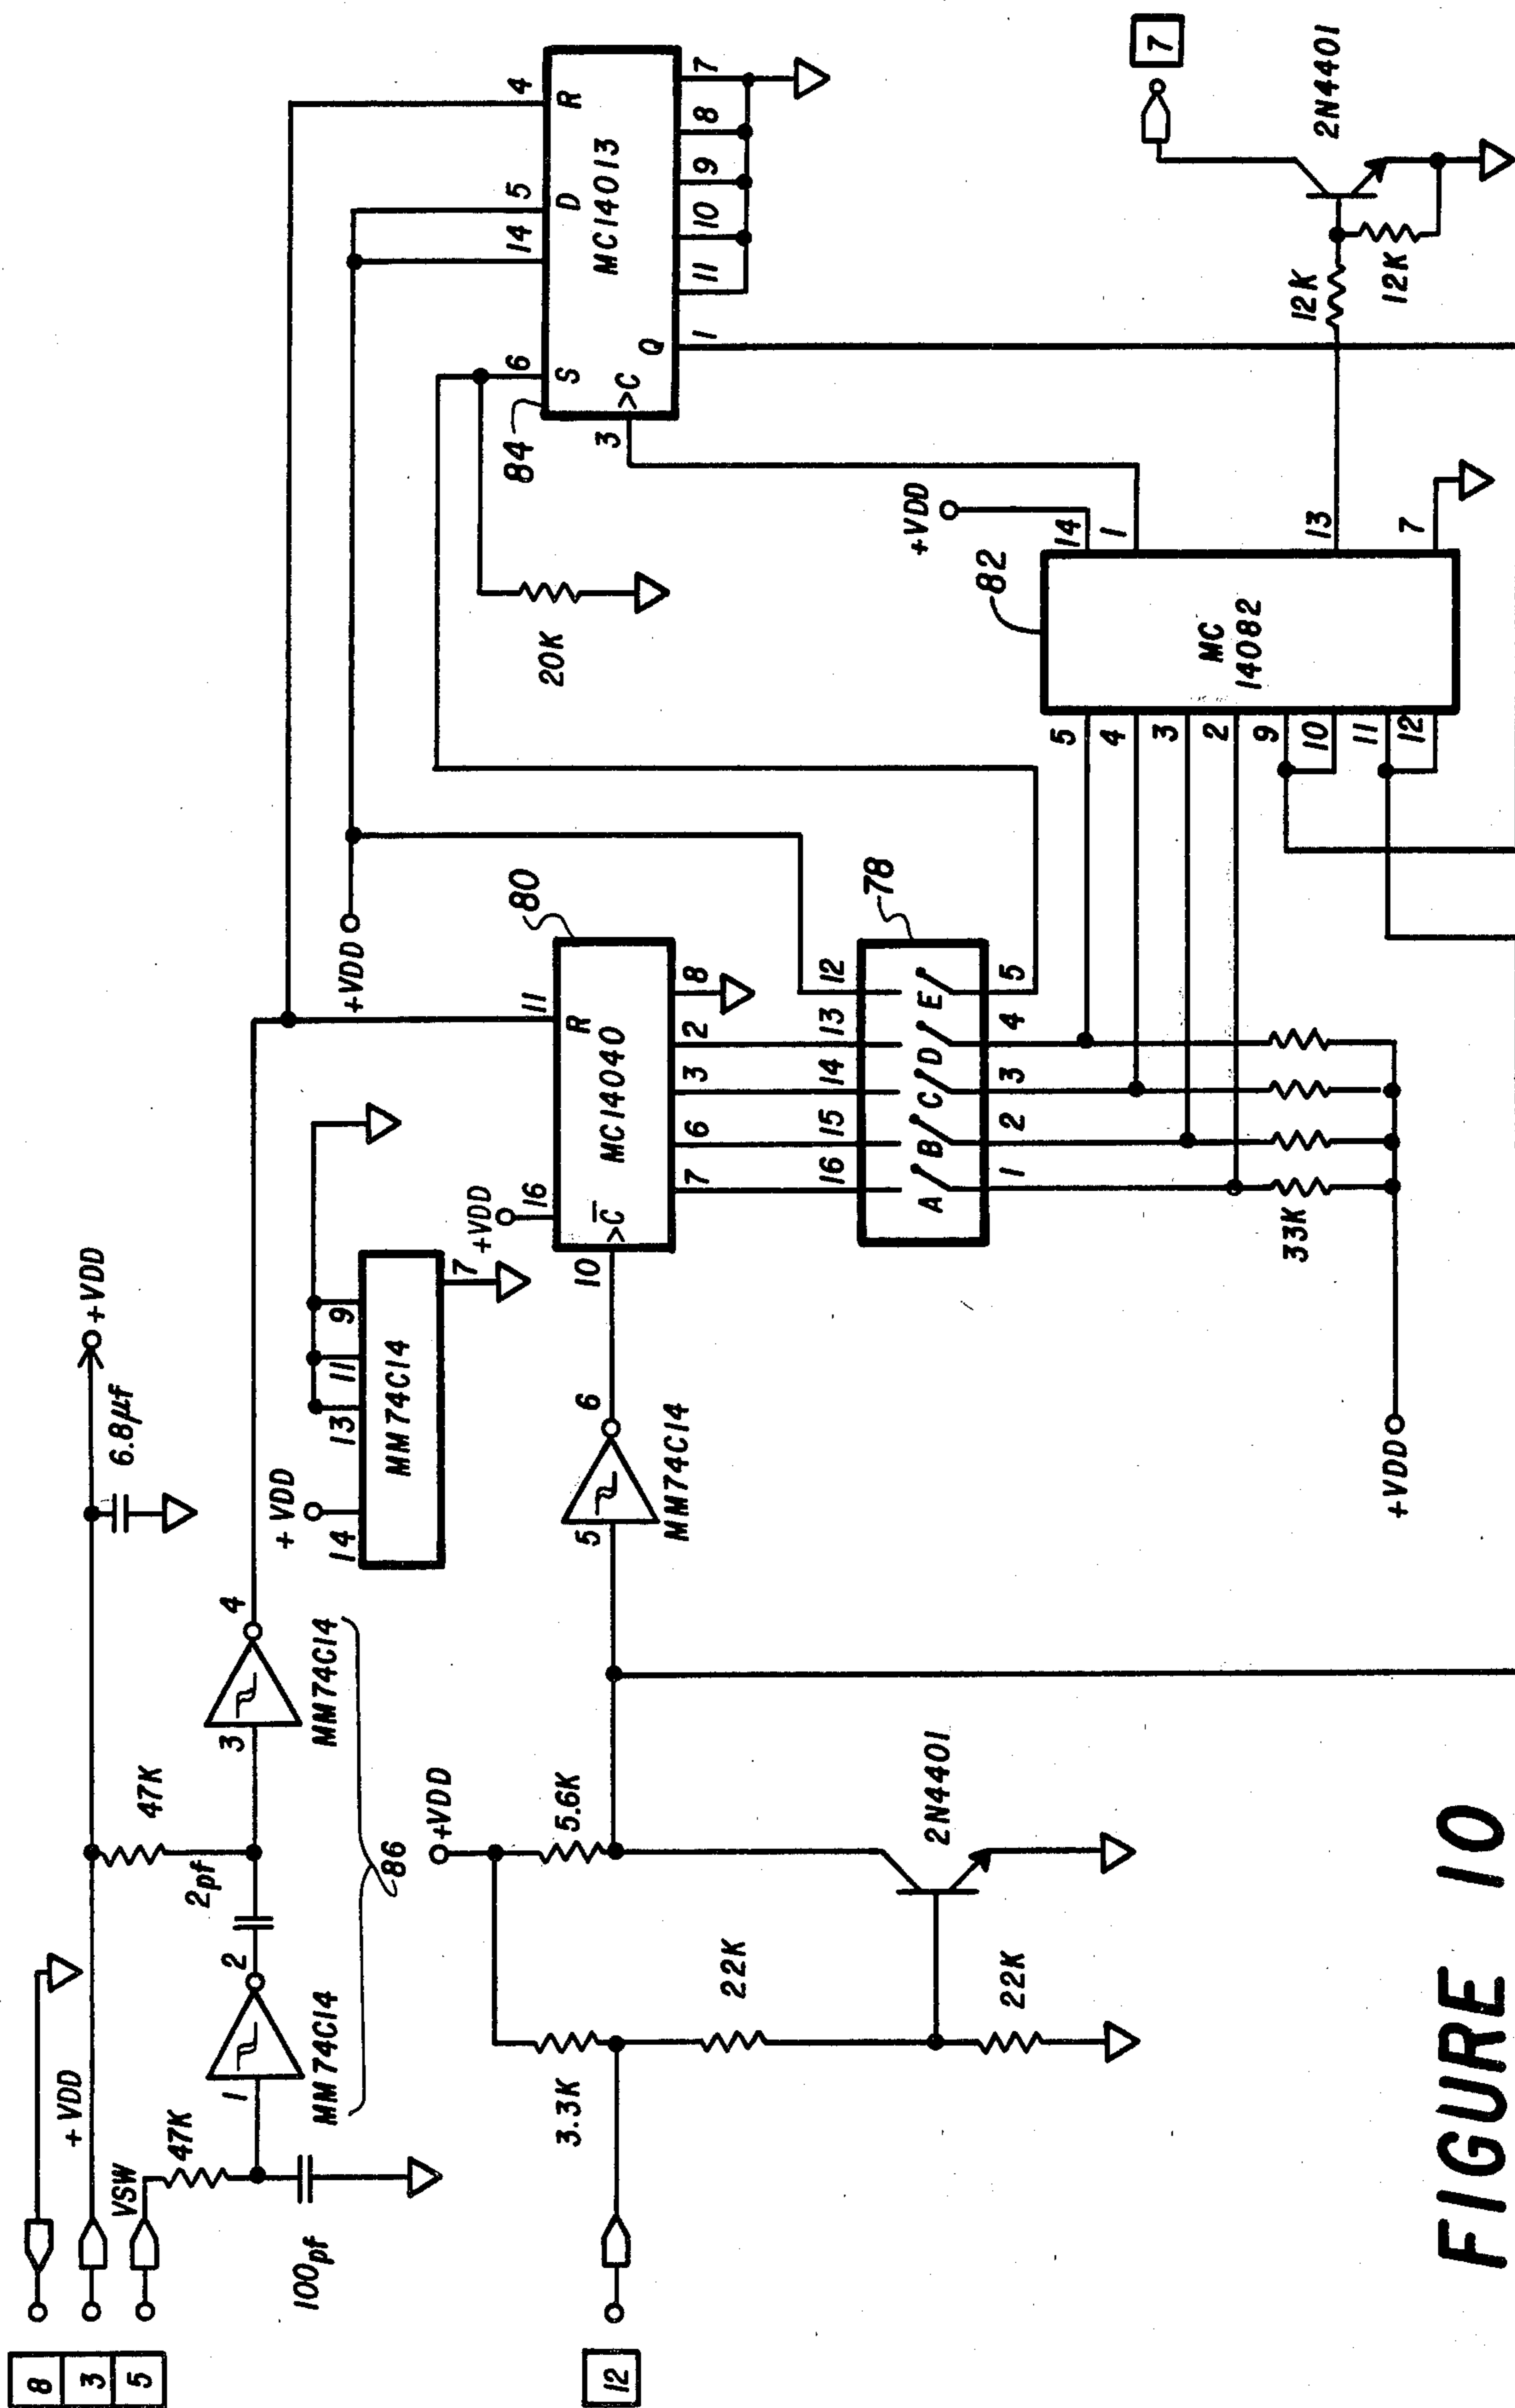 8
3
5
+VDD
VSW
47K
100pf
1
MM74C14
2
2pf
47K
3
MM74C14
4
86
6.8µf
+VDD
+VDD
14
13
11
9
MM74C14
7
12
3.3K
+VDD
5.6K
22K
22K
2N4401
5
6
MM74C14
10
+VDD
16
11
>C̅
R
MC14040
80
7
6
3
2
8
16
15
14
13
12
A
B
C
D
E
78
1
2
3
4
5
33K
+VDD
+VDD
20K
84
3
6
14
5
4
S
D
R
>C
MC14013
Q
1
11
10
9
8
7
82
+VDD
14
1
5
4
3
2
9
10
11
12
MC
14082
13
7
12K
12K
2N4401
7
FIGURE 10